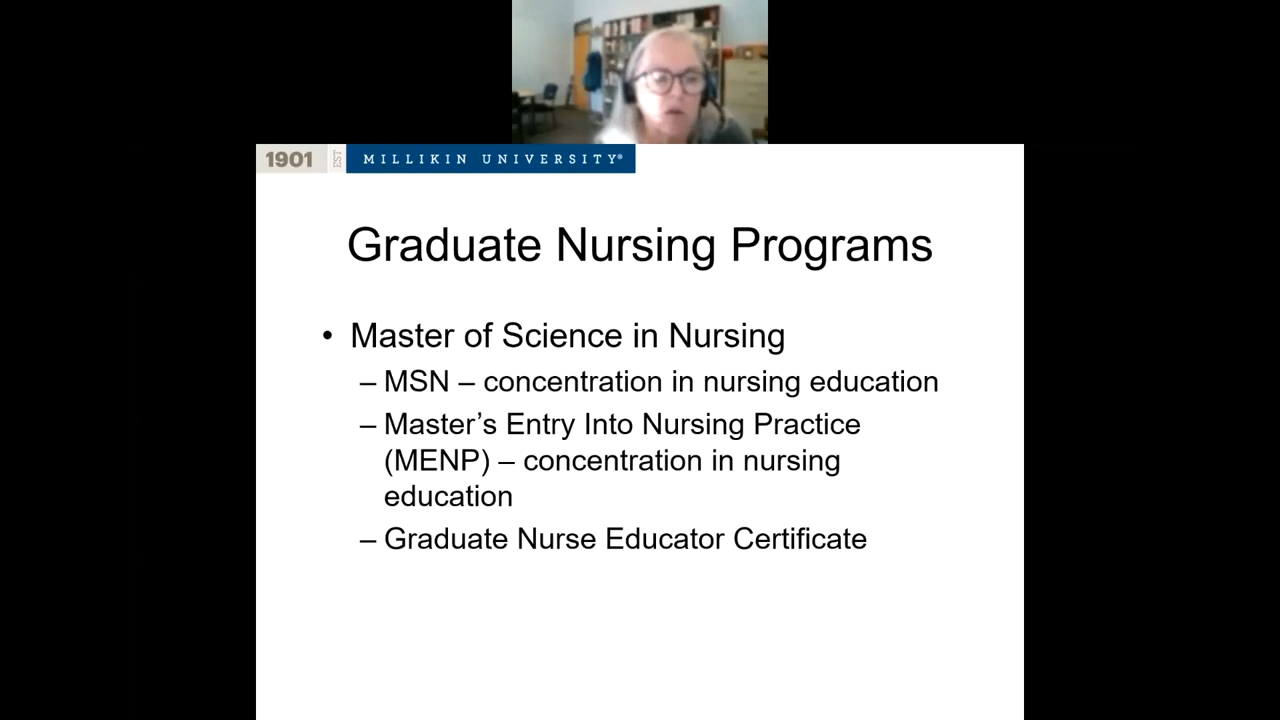 1901 EST MILLIKIN UNIVERSITY®
Graduate Nursing Programs
• Master of Science in Nursing
– MSN – concentration in nursing education
– Master’s Entry Into Nursing Practice
(MENP) – concentration in nursing
education
– Graduate Nurse Educator Certificate